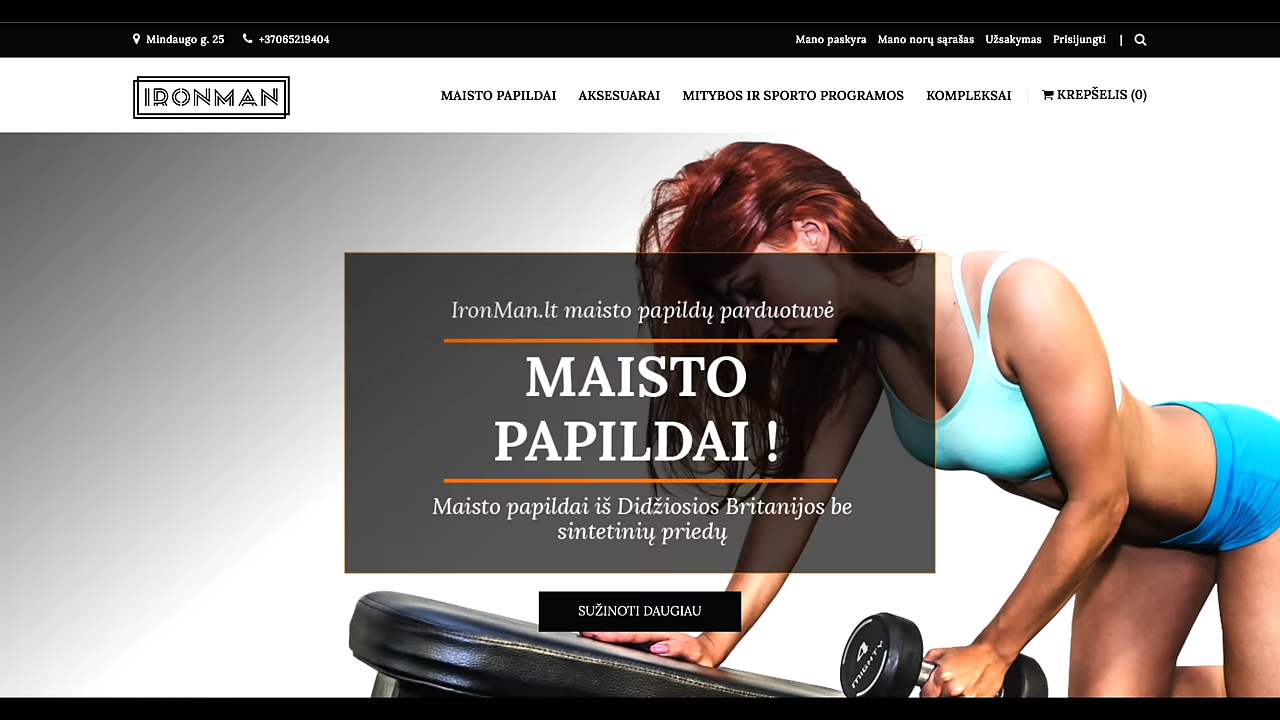 Mindaugo g. 25 +37065219404 Mano paskyra Mano norų sąrašas Užsakymas Prisijungti |
IRONMAN MAISTO PAPILDAI AKSESUARAI MITYBOS IR SPORTO PROGRAMOS KOMPLEKSAI KREPŠELIS (0)
IronMan.lt maisto papildų parduotuvė
MAISTO
PAPILDAI !
Maisto papildai iš Didžiosios Britanijos be
sintetinių priedų
SUŽINOTI DAUGIAU
4
MIGHTY